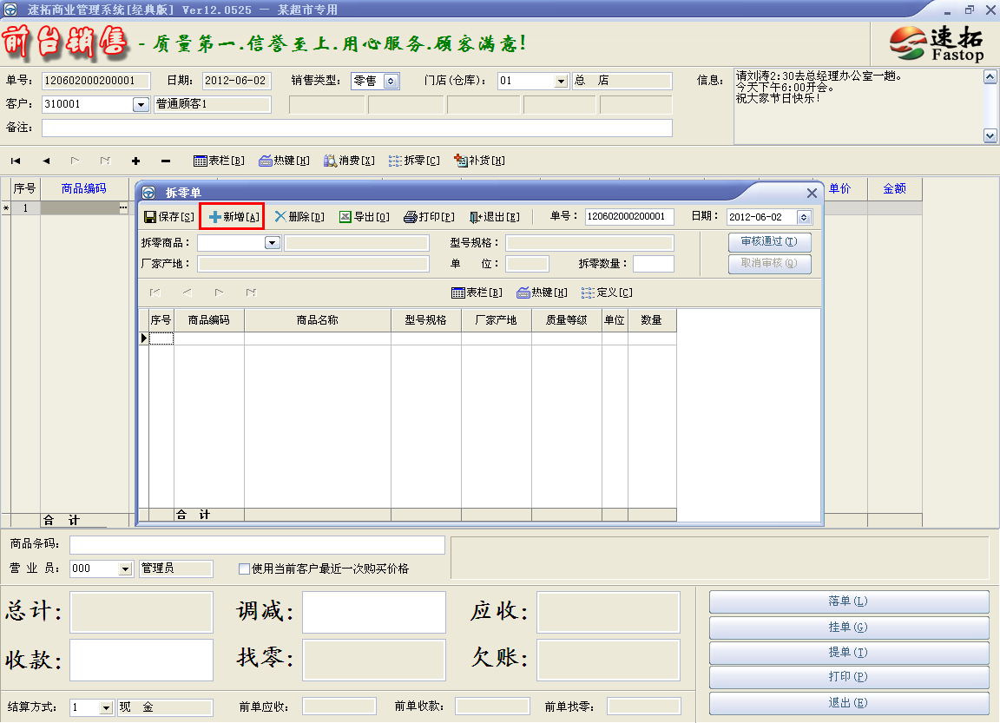 速拓商业管理系统[经典版] Ver12.0525 － 某超市专用
前台销售 -质量第一.信誉至上.用心服务.顾客满意!
速拓 Fastop
单号: 120602000200001 日期: 2012-06-02 销售类型: 零售 门店(仓库): 01 总 店 信息:
请刘涛2:30去总经理办公室一趟。
今天下午6:00开会。
祝大家节日快乐!
客户: 310001 普通顾客1
备注:
表栏[B] 热键[H] 消费[X] 拆零[C] 补货[H]
序号 商品编码 单价 金额
* 1
拆零单
保存[S] 新增[A] 删除[D] 导出[O] 打印[P] 退出[E] 单号: 120602000200001 日期: 2012-06-02
拆零商品: 型号规格: 审核通过(T)
厂家产地: 单 位: 拆零数量: 取消审核(Q)
表栏[B] 热键[H] 定义[C]
序号 商品编码 商品名称 型号规格 厂家产地 质量等级 单位 数量
合 计
合 计
商品条码:
营 业 员: 000 管理员 使用当前客户最近一次购买价格
总计: 调减: 应收:
收款: 找零: 欠账:
结算方式: 1 现 金 前单应收: 前单收款: 前单找零:
落单(L)
挂单(G)
提单(T)
打印(P)
退出(E)